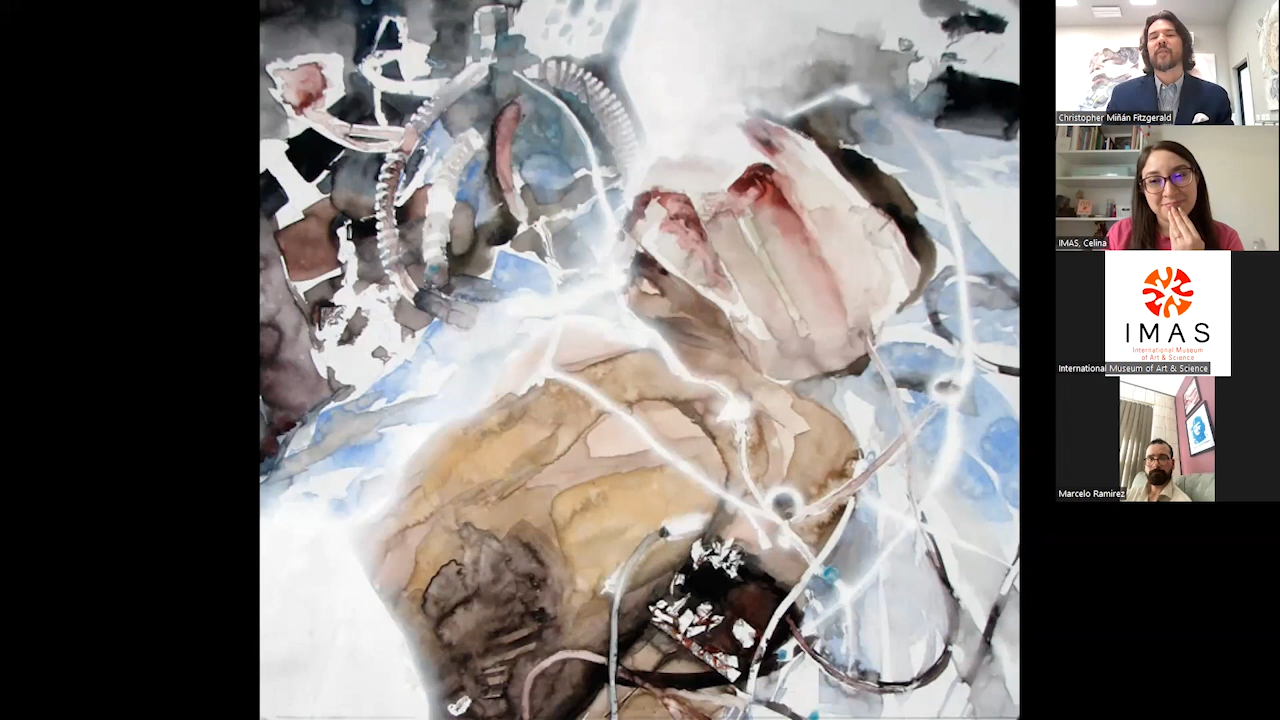 Christopher Miñán Fitzgerald
IMAS, Celina
IMAS
International Museum
of Art & Science
International Museum of Art & Science
Marcelo Ramirez